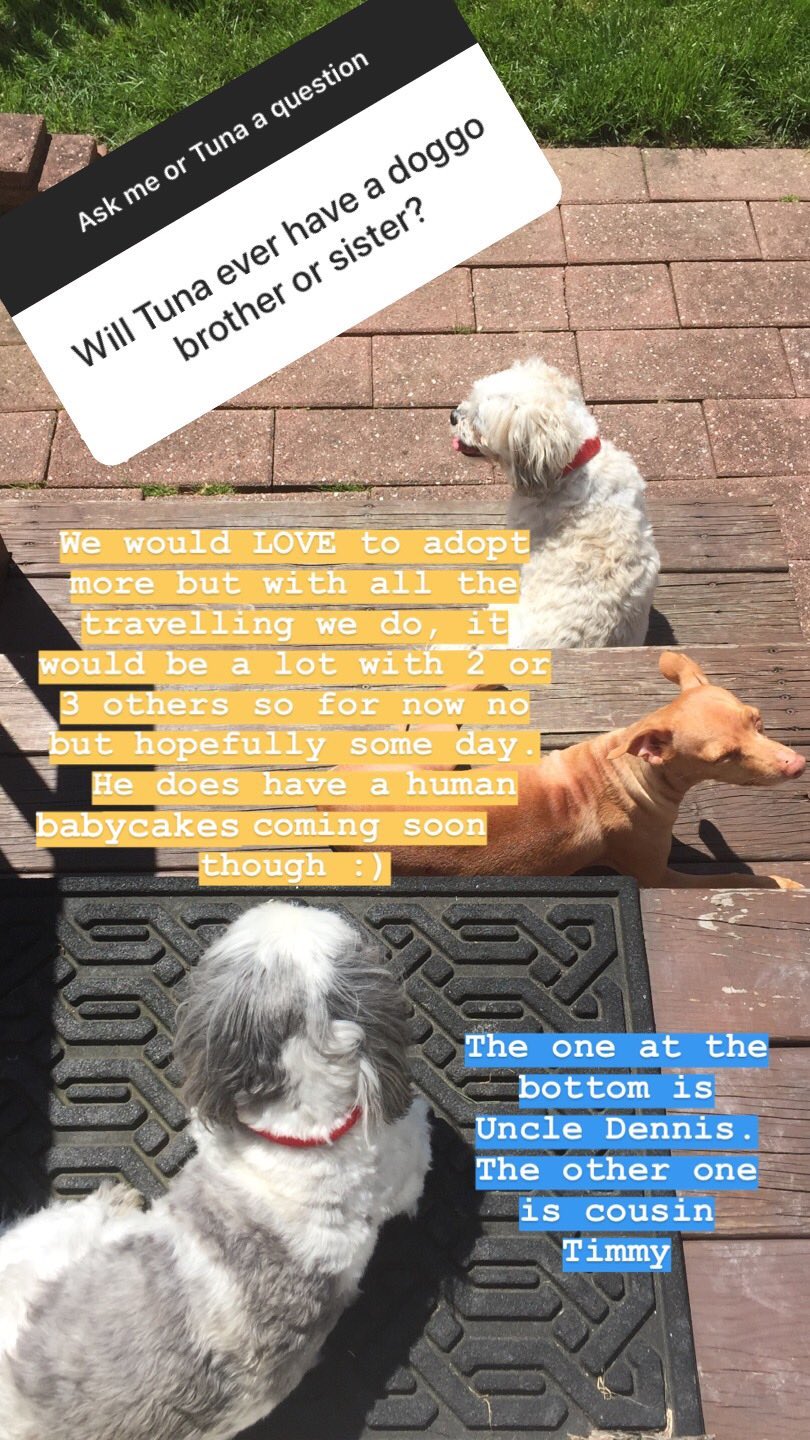 Ask me or Tuna a question
Will Tuna ever have a doggo
brother or sister?
We would LOVE to adopt
more but with all the
travelling we do, it
would be a lot with 2 or
3 others so for now no
but hopefully some day.
He does have a human
babycakes coming soon
though :)
The one at the
bottom is
Uncle Dennis.
The other one
is cousin
Timmy